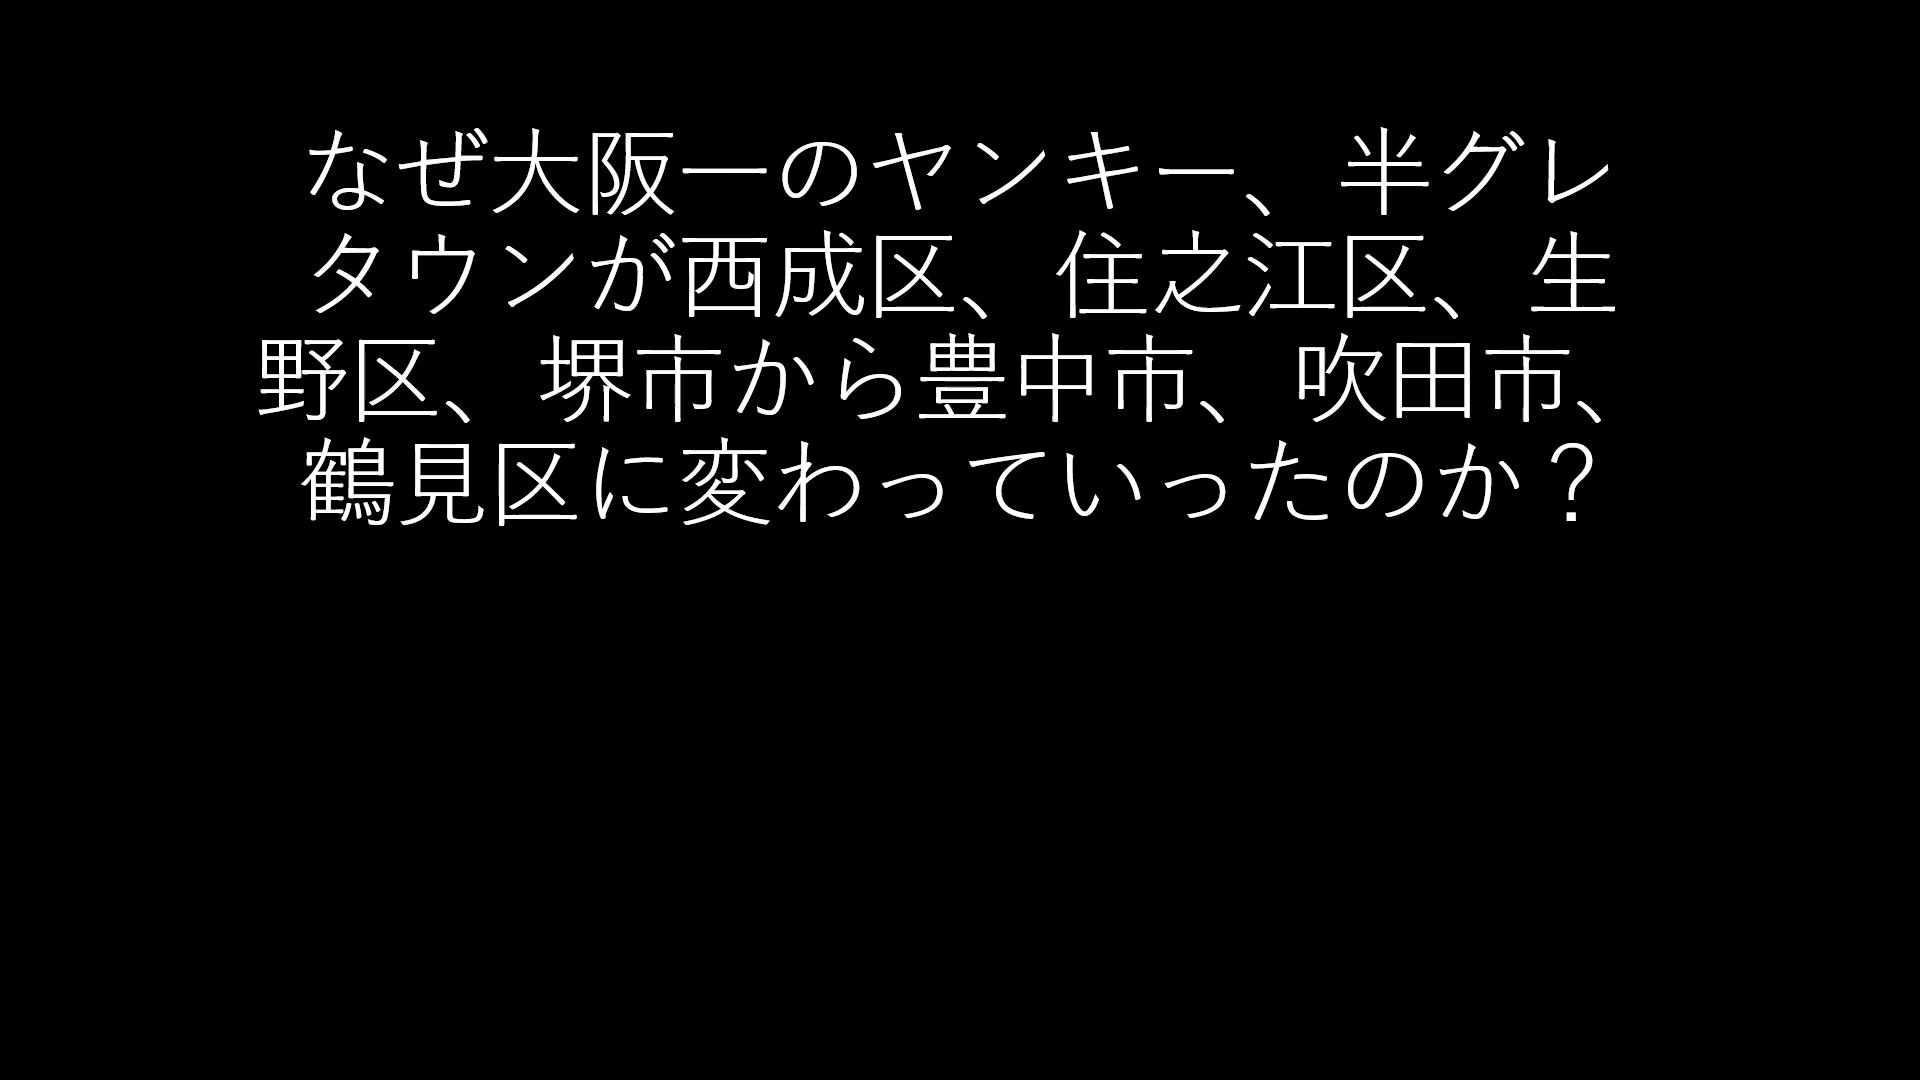 なぜ大阪一のヤンキー、半グレ
タウンが西成区、住之江区、生
野区、堺市から豊中市、吹田市、
鶴見区に変わっていったのか？